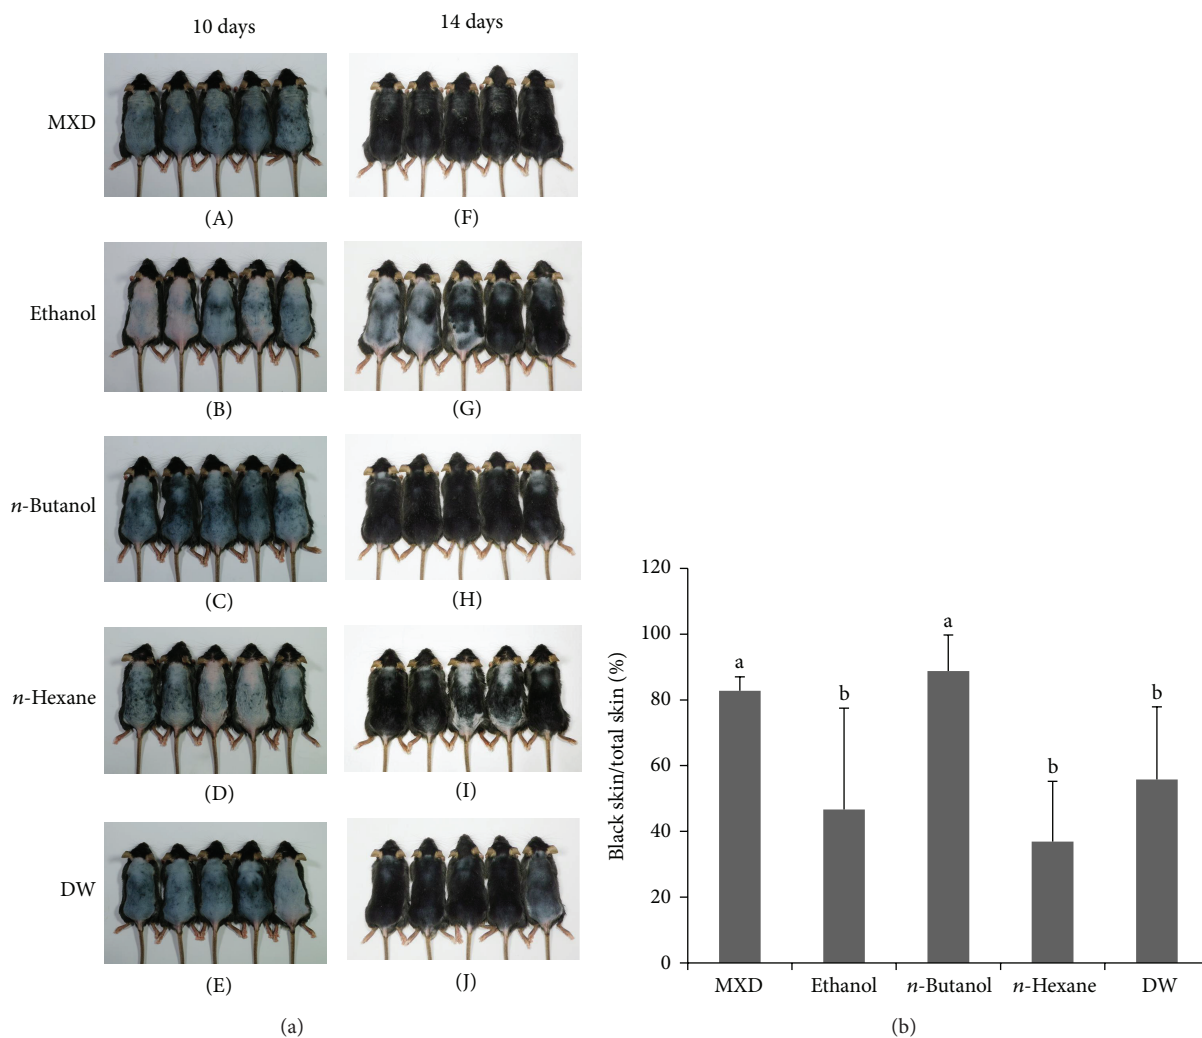 10 days 14 days
MXD
(A) (F)
Ethanol
(B) (G)
n-Butanol
(C) (H)
n-Hexane
(D) (I)
DW
(E) (J)
(a)
Black skin/total skin (%)
120
100
80
60
40
20
0
a
b
a
b
b
MXD Ethanol n-Butanol n-Hexane DW
(b)